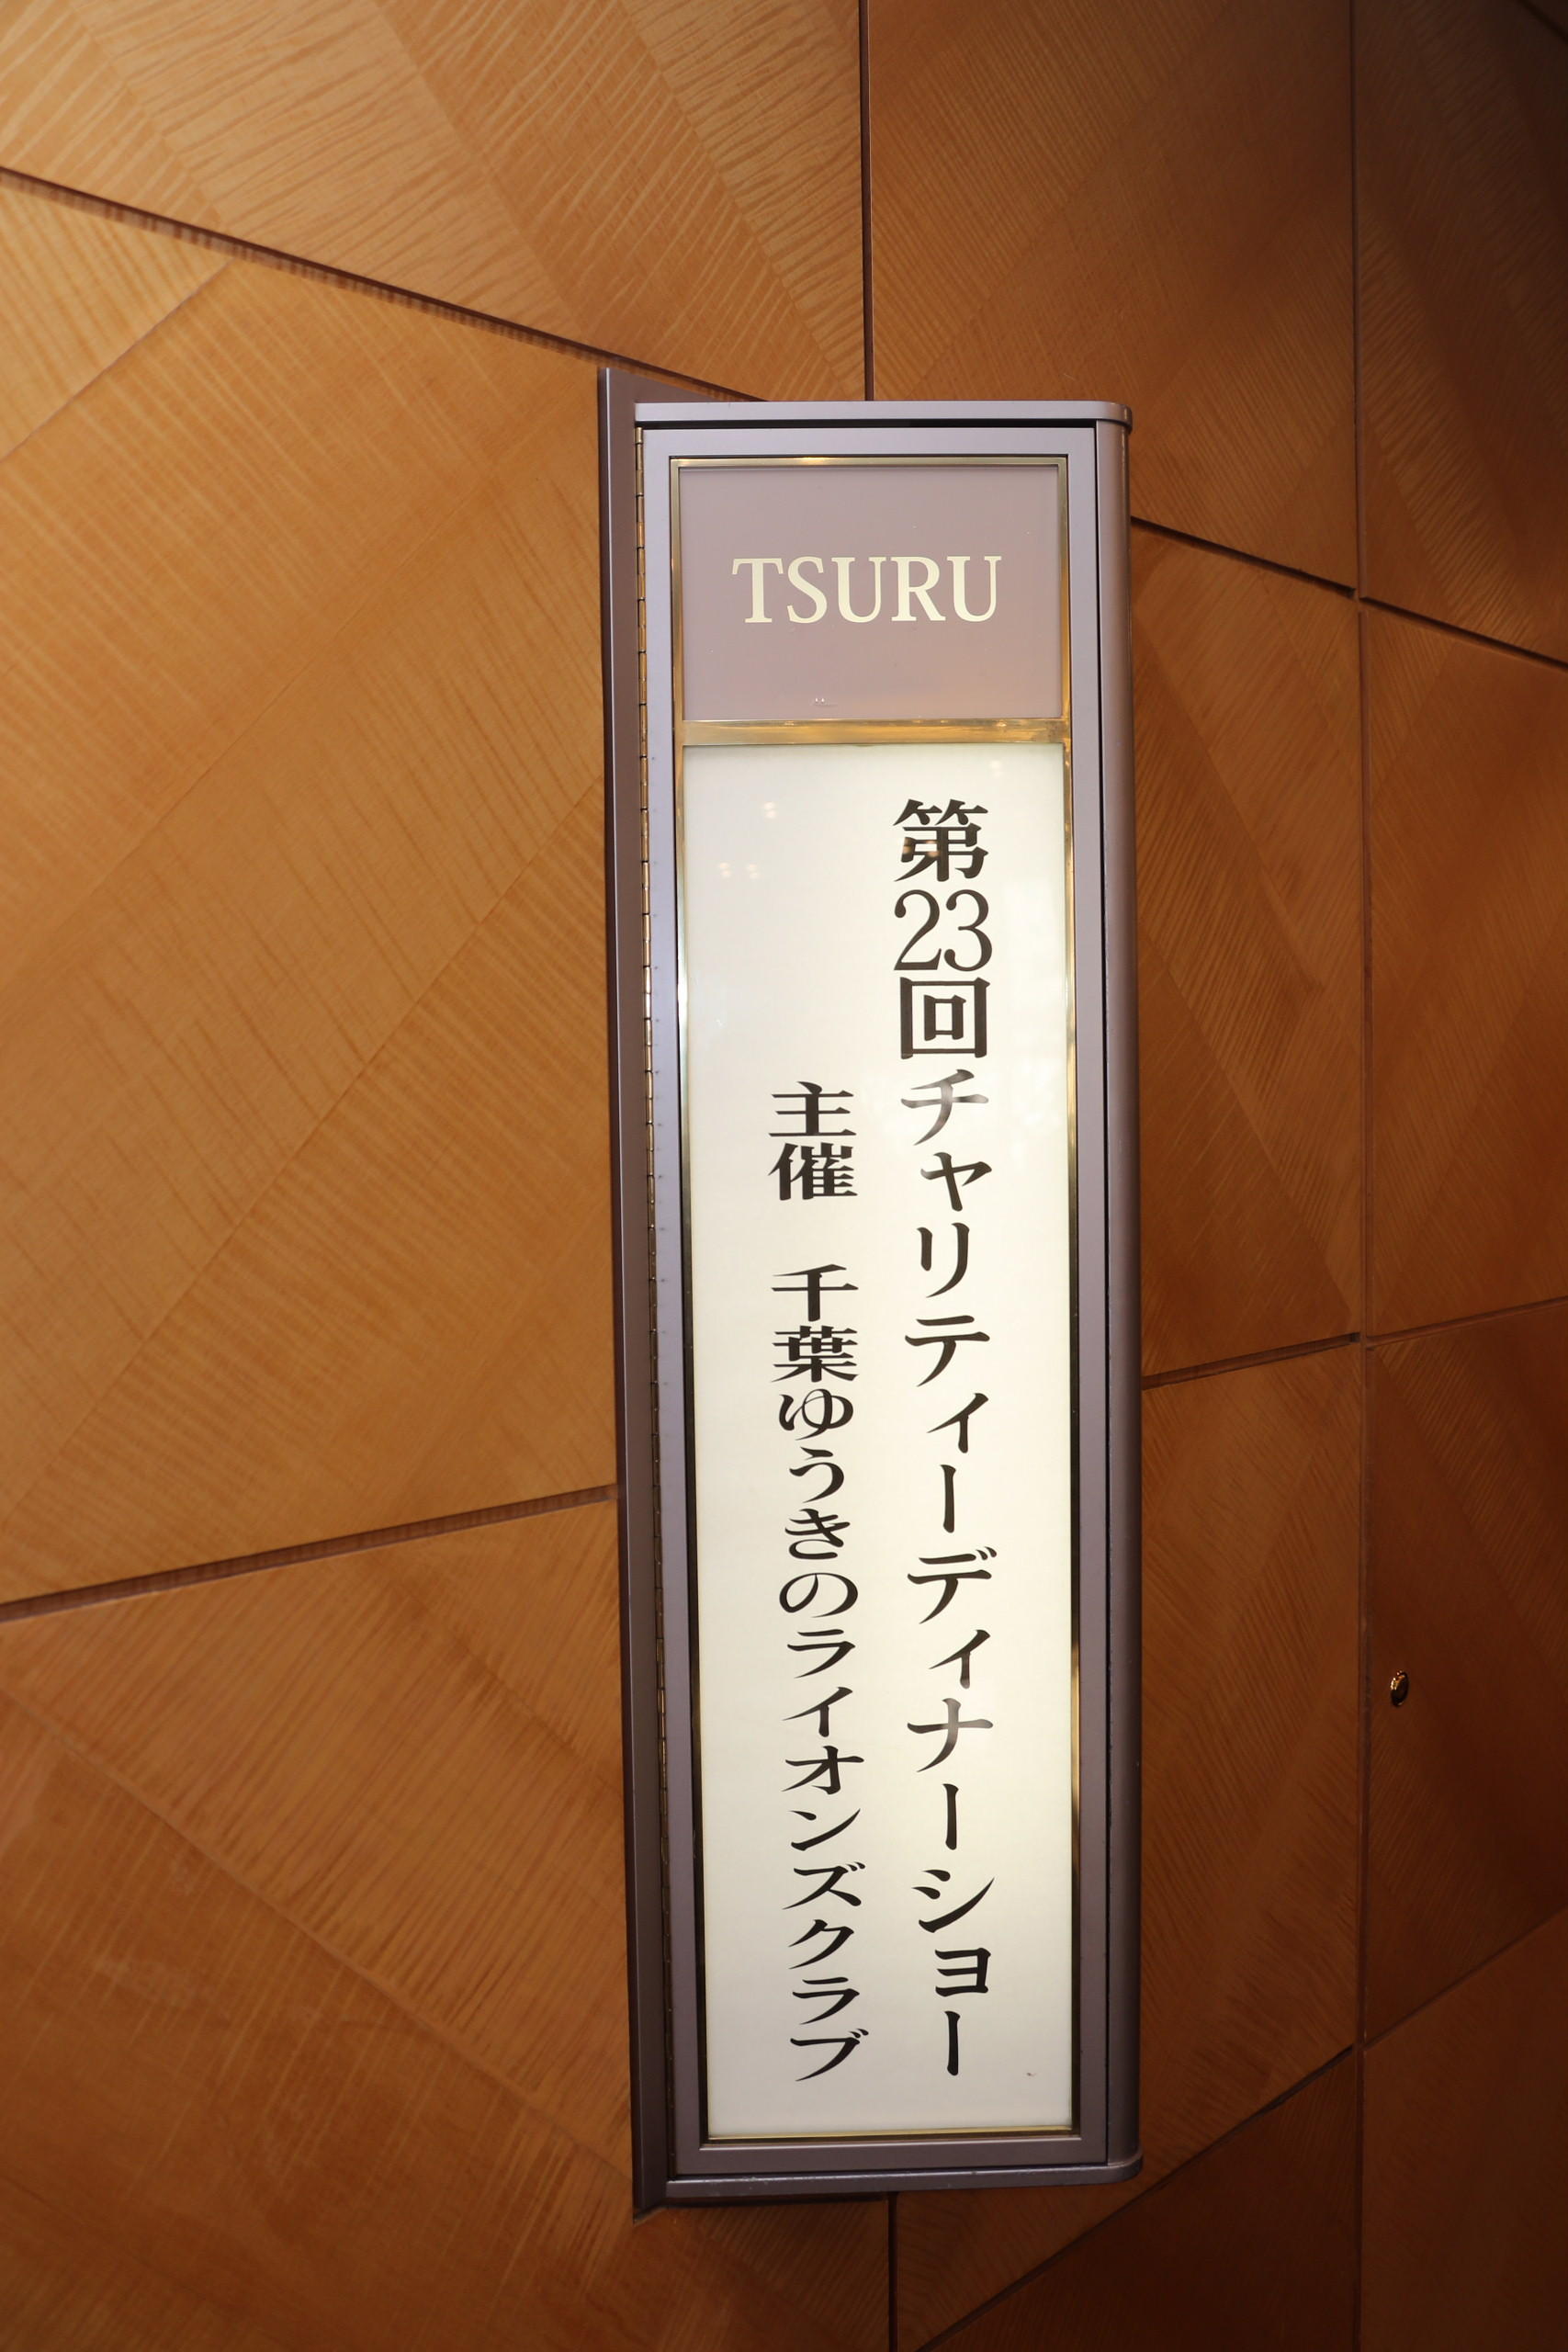 TSURU
第23回チャリティーディナーショー
主催　千葉ゆうきのライオンズクラブ